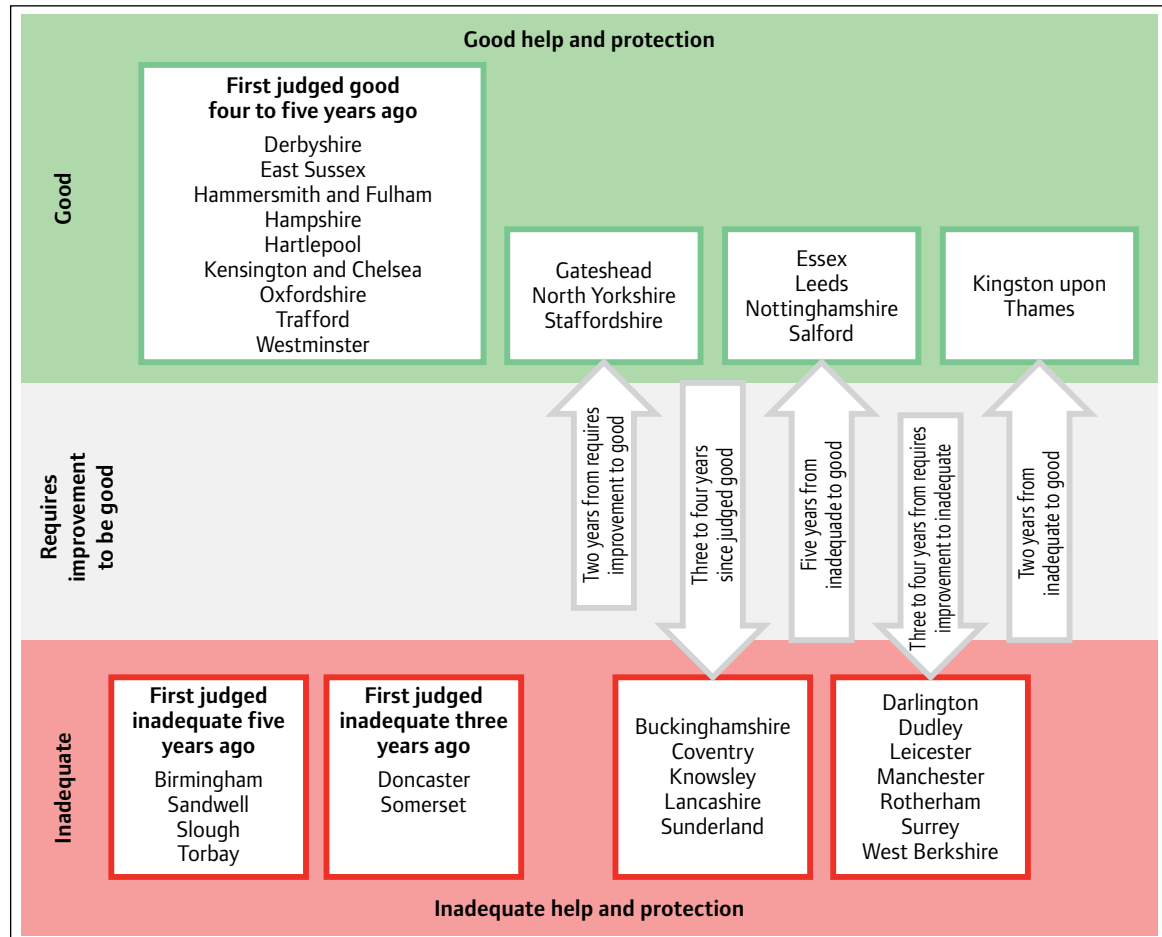 Good help and protection
Good
First judged good
four to five years ago
Derbyshire
East Sussex
Hammersmith and Fulham
Hampshire
Hartlepool
Kensington and Chelsea
Oxfordshire
Trafford
Westminster
Gateshead
North Yorkshire
Staffordshire
Essex
Leeds
Nottinghamshire
Salford
Kingston upon
Thames
Requires
improvement
to be good
Two years from requires
improvement to good
Three to four years
since judged good
Five years from
inadequade to good
Three to four years from requires
improvement to inadequate
Two years from
inadequate to good
Inadequate
First judged
inadequate five
years ago
Birmingham
Sandwell
Slough
Torbay
First judged
inadequate three
years ago
Doncaster
Somerset
Buckinghamshire
Coventry
Knowsley
Lancashire
Sunderland
Darlington
Dudley
Leicester
Manchester
Rotherham
Surrey
West Berkshire
Inadequate help and protection